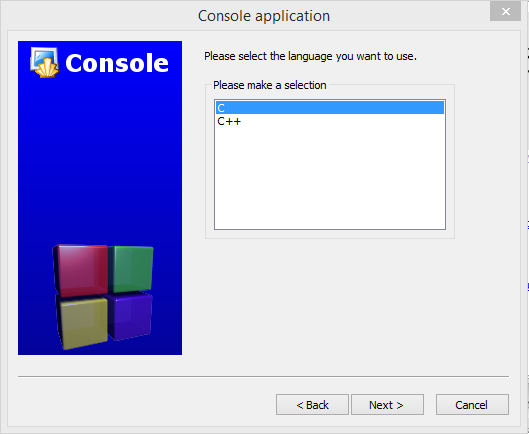 Console application
Console
Please select the language you want to use.
Please make a selection
C
C++
< Back
Next >
Cancel